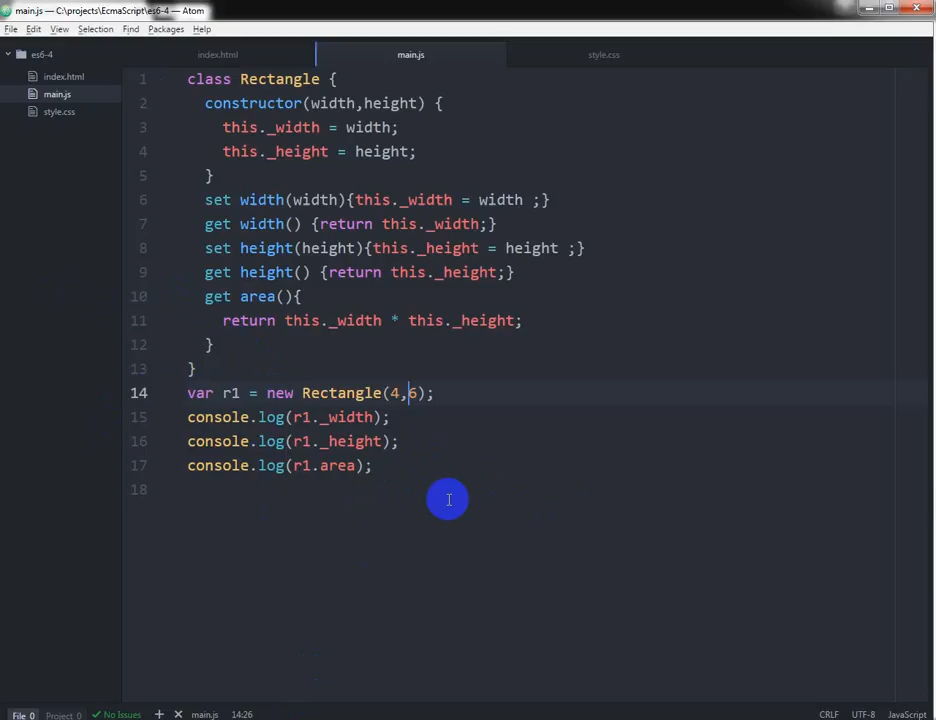 main.js — C:\projects\EcmaScript\es6-4 — Atom
File Edit View Selection Find Packages Help
es6-4
index.html
main.js
style.css
index.html main.js style.css
1 class Rectangle {
2 constructor(width,height) {
3 this._width = width;
4 this._height = height;
5 }
6 set width(width){this._width = width ;}
7 get width() {return this._width;}
8 set height(height){this._height = height ;}
9 get height() {return this._height;}
10 get area(){
11 return this._width * this._height;
12 }
13 }
14 var r1 = new Rectangle(4,6);
15 console.log(r1._width);
16 console.log(r1._height);
17 console.log(r1.area);
18
File 0 Project 0 No Issues + × main.js 14:26 CRLF UTF-8 JavaScript